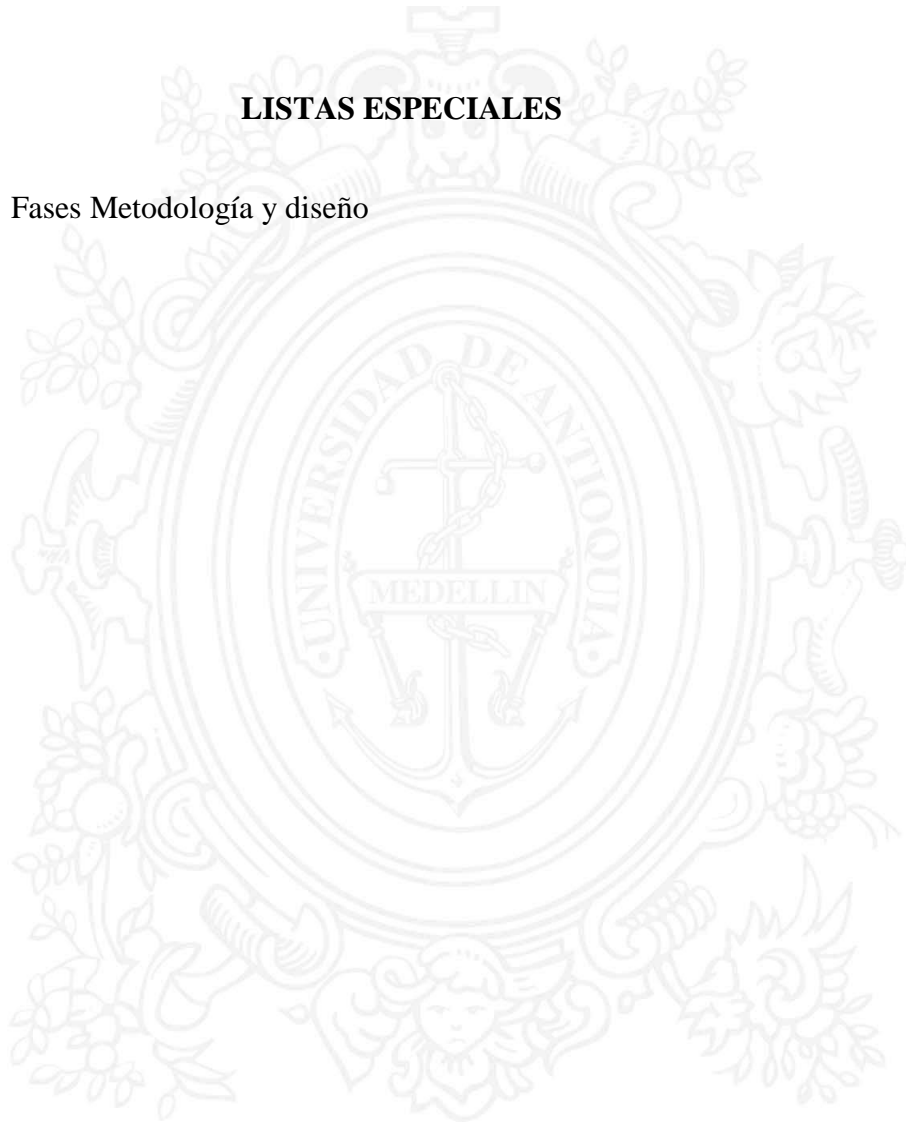 LISTAS ESPECIALES
Fases Metodología y diseño
UNIVERSIDAD DE ANTIOQUIA
MEDELLIN